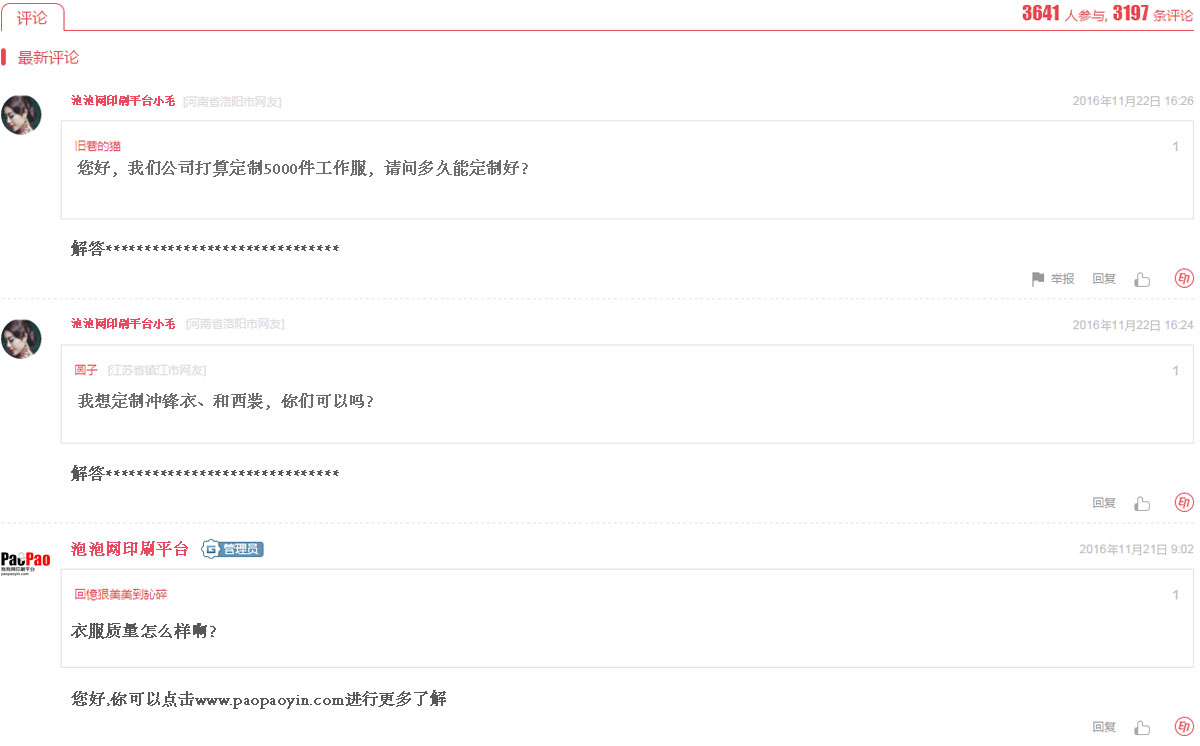 评论
3641 人参与, 3197 条评论
最新评论
泡泡网印刷平台小毛 [河南省洛阳市网友] 2016年11月22日 16:26
旧巷的猫 1
您好，我们公司打算定制5000件工作服，请问多久能定制好?
解答******************************
举报 回复 印
泡泡网印刷平台小毛 [河南省洛阳市网友] 2016年11月22日 16:24
圆子 [江苏省镇江市网友] 1
我想定制冲锋衣、和西装，你们可以吗?
解答******************************
回复 印
PaoPao
泡泡网印刷平台
paopaoyin.com
泡泡网印刷平台 G 管理员 2016年11月21日 9:02
回憶狠美美到訫碎 1
衣服质量怎么样啊?
您好,你可以点击www.paopaoyin.com进行更多了解
回复 印